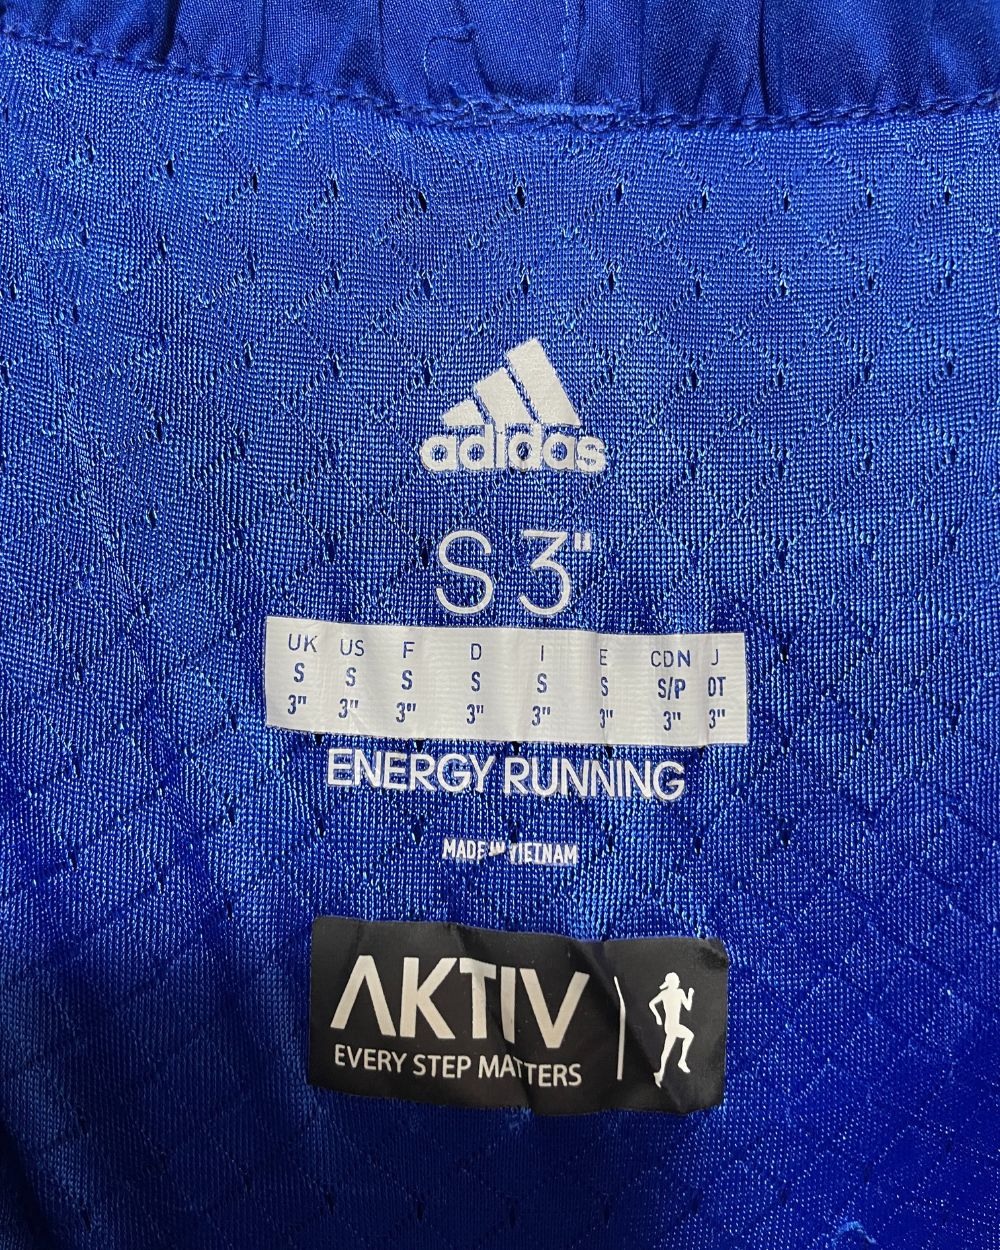 adidas
S 3"
UK US F D I E CDN J
S S S S S S S/P OT
3" 3" 3" 3" 3" 3" 3" 3"
ENERGY RUNNING
MADE IN VIETNAM
AKTIV
EVERY STEP MATTERS